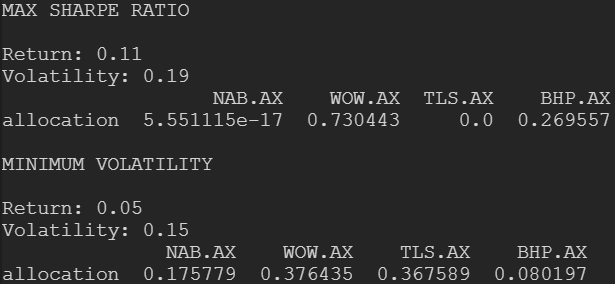 MAX SHARPE RATIO
Return: 0.11
Volatility: 0.19
NAB.AX WOW.AX TLS.AX BHP.AX
allocation 5.551115e-17 0.730443 0.0 0.269557
MINIMUM VOLATILITY
Return: 0.05
Volatility: 0.15
NAB.AX WOW.AX TLS.AX BHP.AX
allocation 0.175779 0.376435 0.367589 0.080197